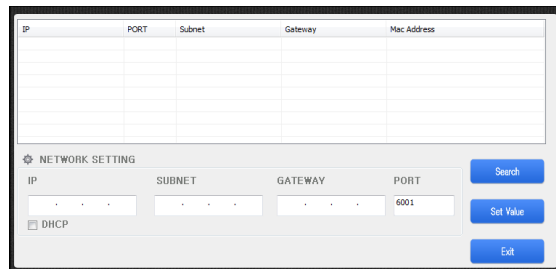 IP PORT Subnet Gateway Mac Address
NETWORK SETTING
IP SUBNET GATEWAY PORT
. . . . . . . . . 6001
DHCP
Search
Set Value
Exit